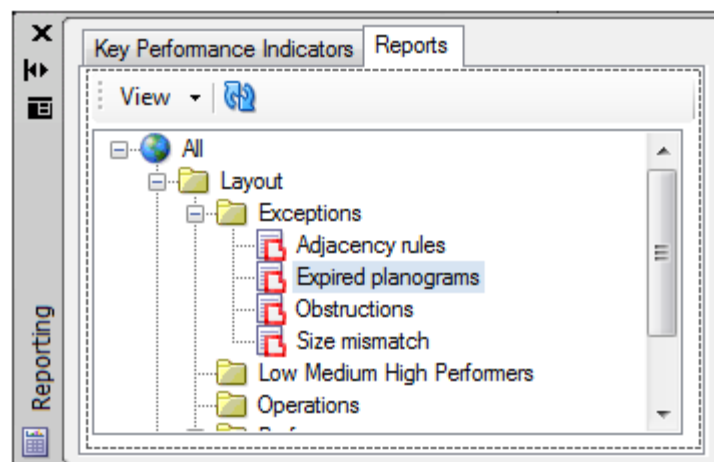 Key Performance Indicators
Reports
View
All
Layout
Exceptions
Adjacency rules
Expired planograms
Obstructions
Size mismatch
Low Medium High Performers
Operations
Reporting